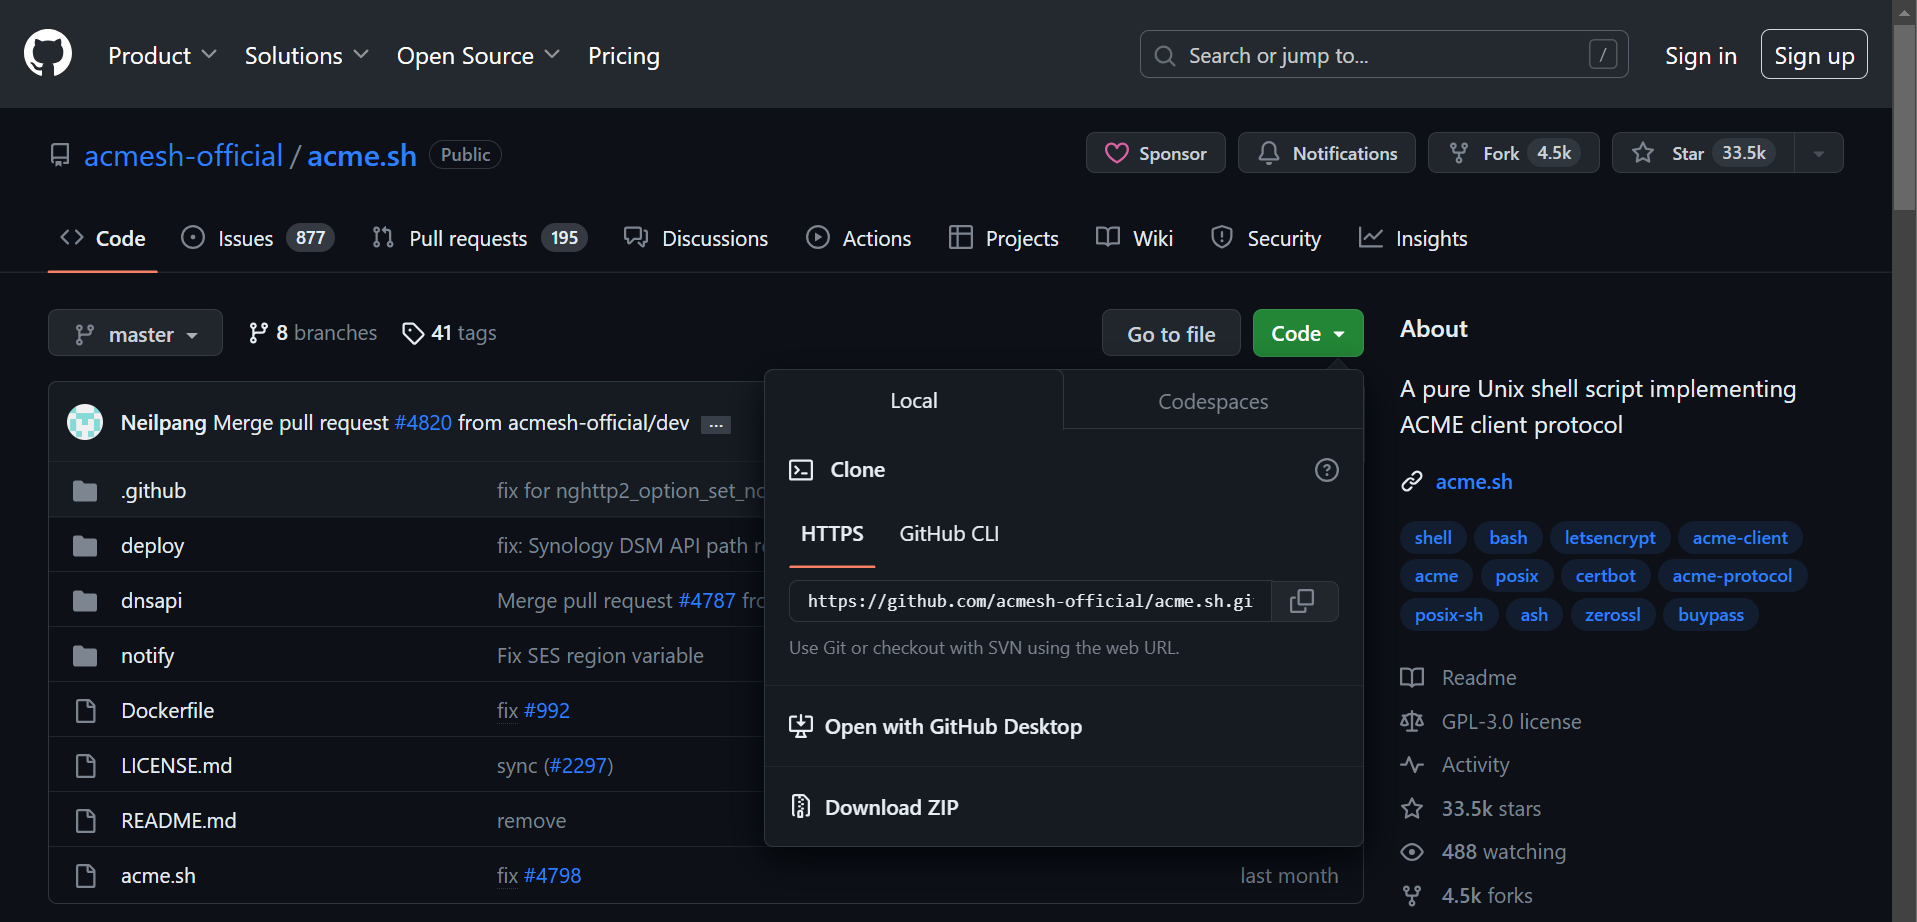 Product Solutions Open Source Pricing Search or jump to... / Sign in Sign up
acmesh-official / acme.sh Public Sponsor Notifications Fork 4.5k Star 33.5k
Code Issues 877 Pull requests 195 Discussions Actions Projects Wiki Security Insights
master 8 branches 41 tags Go to file Code
Neilpang Merge pull request #4820 from acmesh-official/dev ...
.github fix for nghttp2_option_set_no
deploy fix: Synology DSM API path r
dnsapi Merge pull request #4787 fro
notify Fix SES region variable
Dockerfile fix #992
LICENSE.md sync (#2297)
README.md remove
acme.sh fix #4798 last month
Local Codespaces
Clone
HTTPS GitHub CLI
https://github.com/acmesh-official/acme.sh.gi
Use Git or checkout with SVN using the web URL.
Open with GitHub Desktop
Download ZIP
About
A pure Unix shell script implementing
ACME client protocol
acme.sh
shell bash letsencrypt acme-client
acme posix certbot acme-protocol
posix-sh ash zerossl buypass
Readme
GPL-3.0 license
Activity
33.5k stars
488 watching
4.5k forks